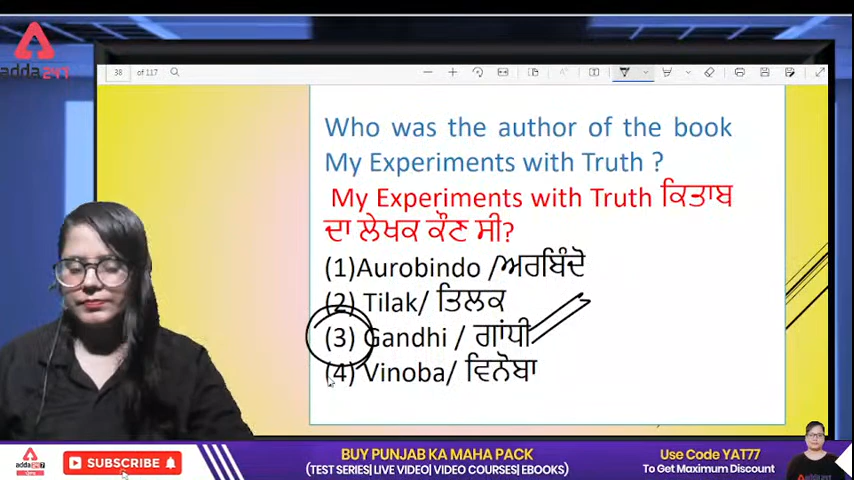 adda247
38 of 117
Who was the author of the book
My Experiments with Truth ?
My Experiments with Truth ਕਿਤਾਬ
ਦਾ ਲੇਖਕ ਕੌਣ ਸੀ?
(1)Aurobindo /ਅਰਬਿੰਦੋ
(2) Tilak/ ਤਿਲਕ
(3) Gandhi / ਗਾਂਧੀ
(4) Vinoba/ ਵਿਨੋਬਾ
adda247
SUBSCRIBE
BUY PUNJAB KA MAHA PACK
(TEST SERIES| LIVE VIDEO| VIDEO COURSES| EBOOKS)
Use Code YAT77
To Get Maximum Discount